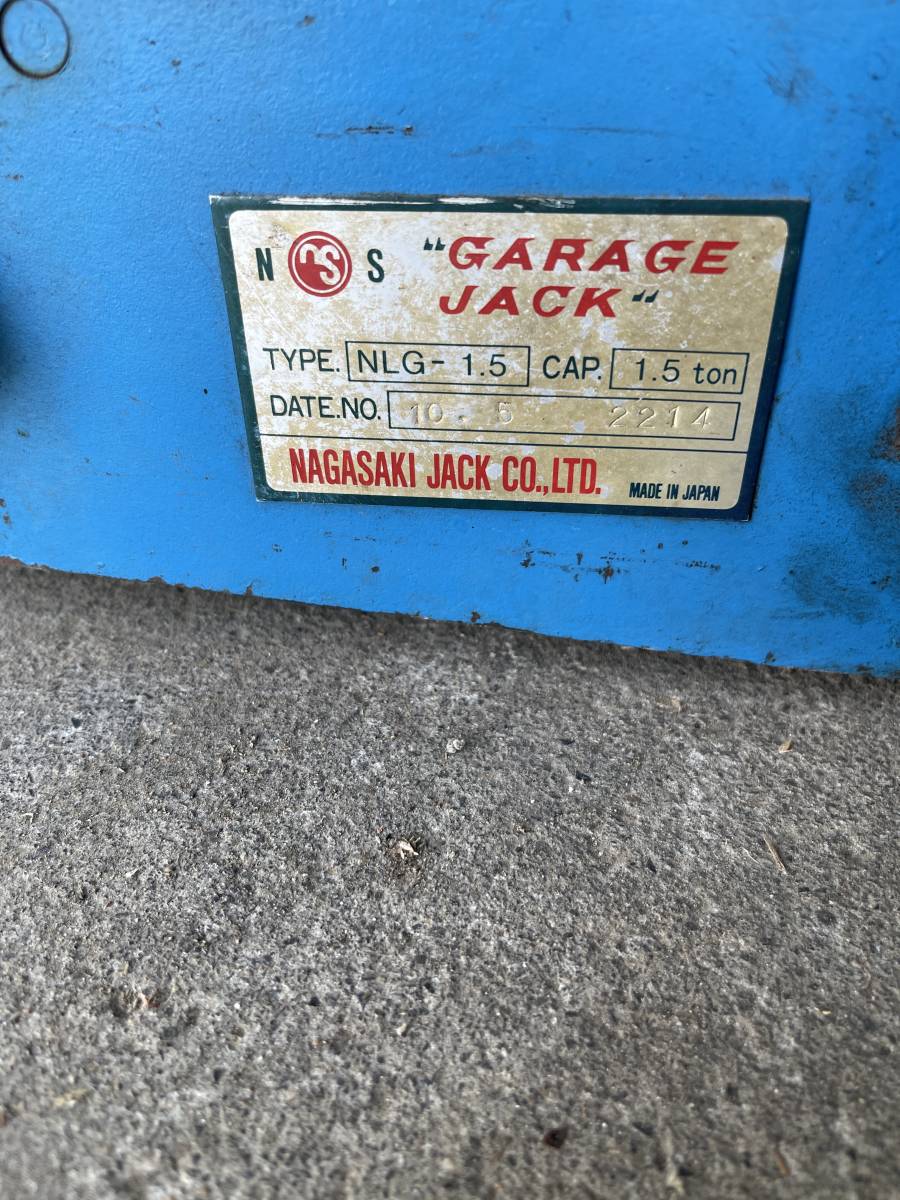 N NS S "GARAGE
JACK"
TYPE. NLG-1.5 CAP. 1.5 ton
DATE.NO. 10. 5 2214
NAGASAKI JACK CO.,LTD. MADE IN JAPAN